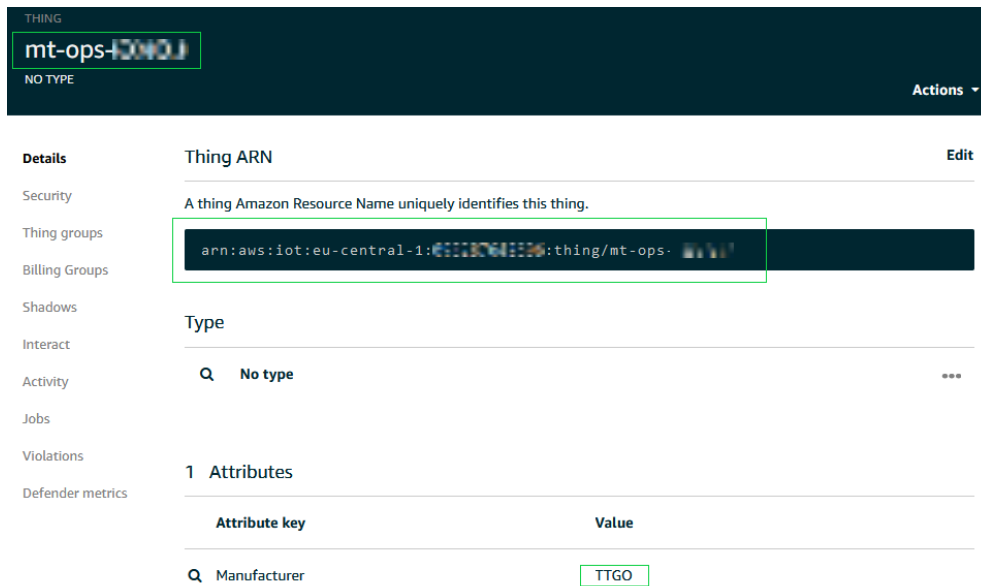 THING
mt-ops-
NO TYPE
Actions
Details
Security
Thing groups
Billing Groups
Shadows
Interact
Activity
Jobs
Violations
Defender metrics
Thing ARN
Edit
A thing Amazon Resource Name uniquely identifies this thing.
arn:aws:iot:eu-central-1: :thing/mt-ops-
Type
No type
1 Attributes
Attribute key Value
Manufacturer TTGO